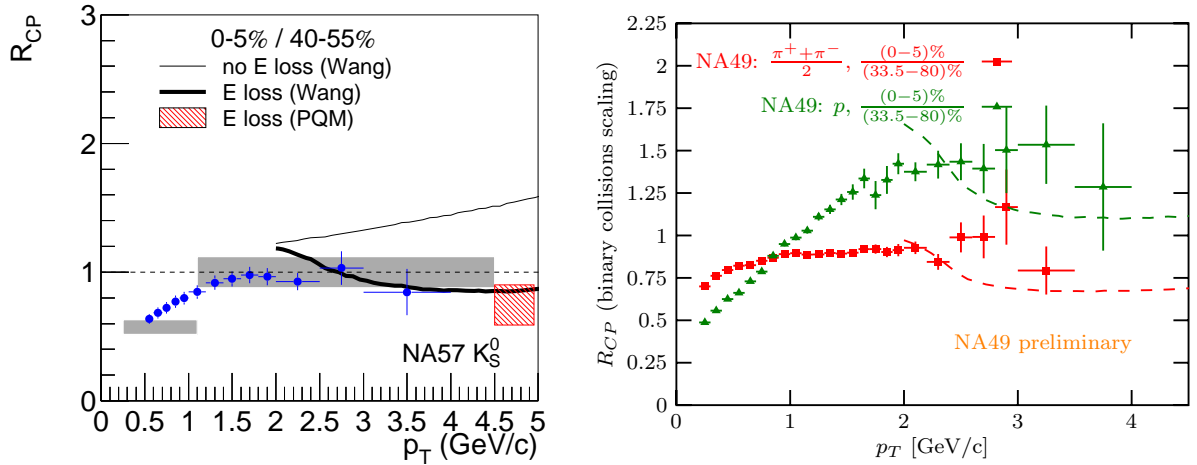 R_CP
3
2
1
0
0-5% / 40-55%
no E loss (Wang)
E loss (Wang)
E loss (PQM)
NA57 K_S^0
0 0.5 1 1.5 2 2.5 3 3.5 4 4.5 5
p_T (GeV/c)
R_CP (binary collisions scaling)
2.25
2
1.75
1.5
1.25
1
0.75
0.5
0.25
0
NA49: (π⁺+π⁻)/2, (0−5)%/(33.5−80)%
NA49: p, (0−5)%/(33.5−80)%
NA49 preliminary
0 1 2 3 4
p_T [GeV/c]